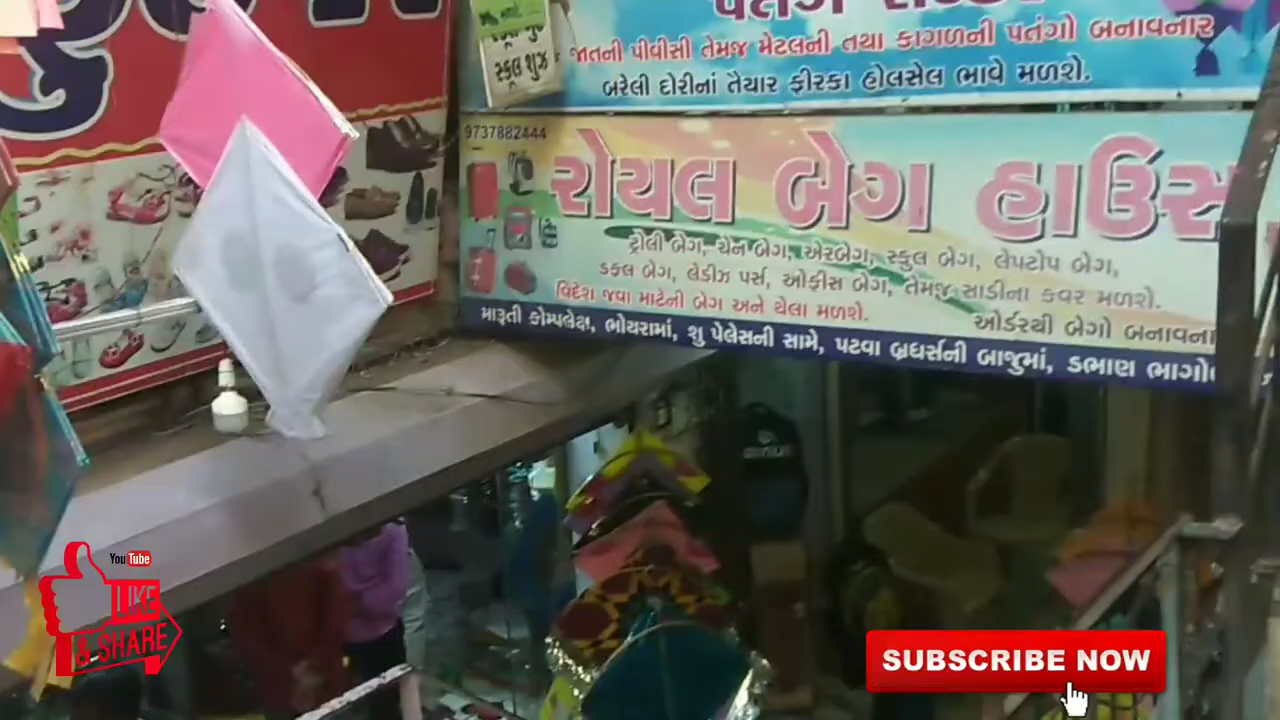 પતંગ
જાતની પીવીસી તેમજ મેટલની તથા કાગળની પતંગો બનાવનાર
બરેલી દોરીનાં તૈયાર ફીરકા હોલસેલ ભાવે મળશે.
સ્કુલ શુઝ
9737882444
રોયલ બેગ હાઉસ
ટ્રોલી બેગ, ચેન બેગ, એરબેગ, સ્કુલ બેગ, લેપટોપ બેગ,
ડફલ બેગ, લેડીઝ પર્સ, ઓફીસ બેગ, તેમજ સાડીના કવર મળશે.
વિદેશ જવા માટેની બેગ અને થેલા મળશે.
ઓર્ડરથી બેગો બનાવના
મારૂતી કોમ્પલેક્ષ, ભોયરામાં, શુ પેલેસની સામે, પટવા બ્રધર્સની બાજુમાં, ડભાણ ભાગો
YouTube
LIKE
& SHARE
SUBSCRIBE NOW